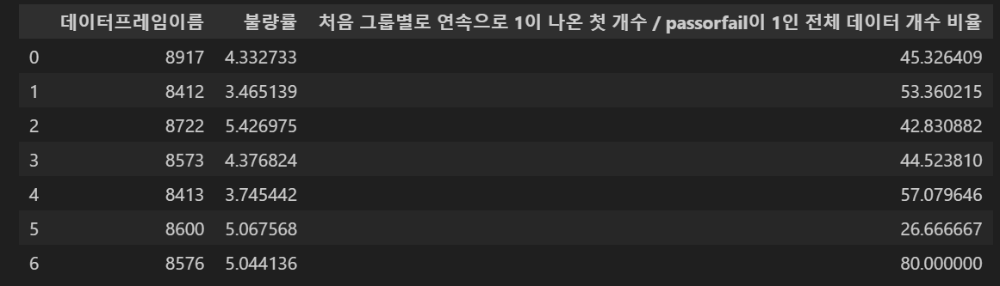 데이터프레임이름 불량률 처음 그룹별로 연속으로 1이 나온 첫 개수 / passorfail이 1인 전체 데이터 개수 비율
0 8917 4.332733 45.326409
1 8412 3.465139 53.360215
2 8722 5.426975 42.830882
3 8573 4.376824 44.523810
4 8413 3.745442 57.079646
5 8600 5.067568 26.666667
6 8576 5.044136 80.000000